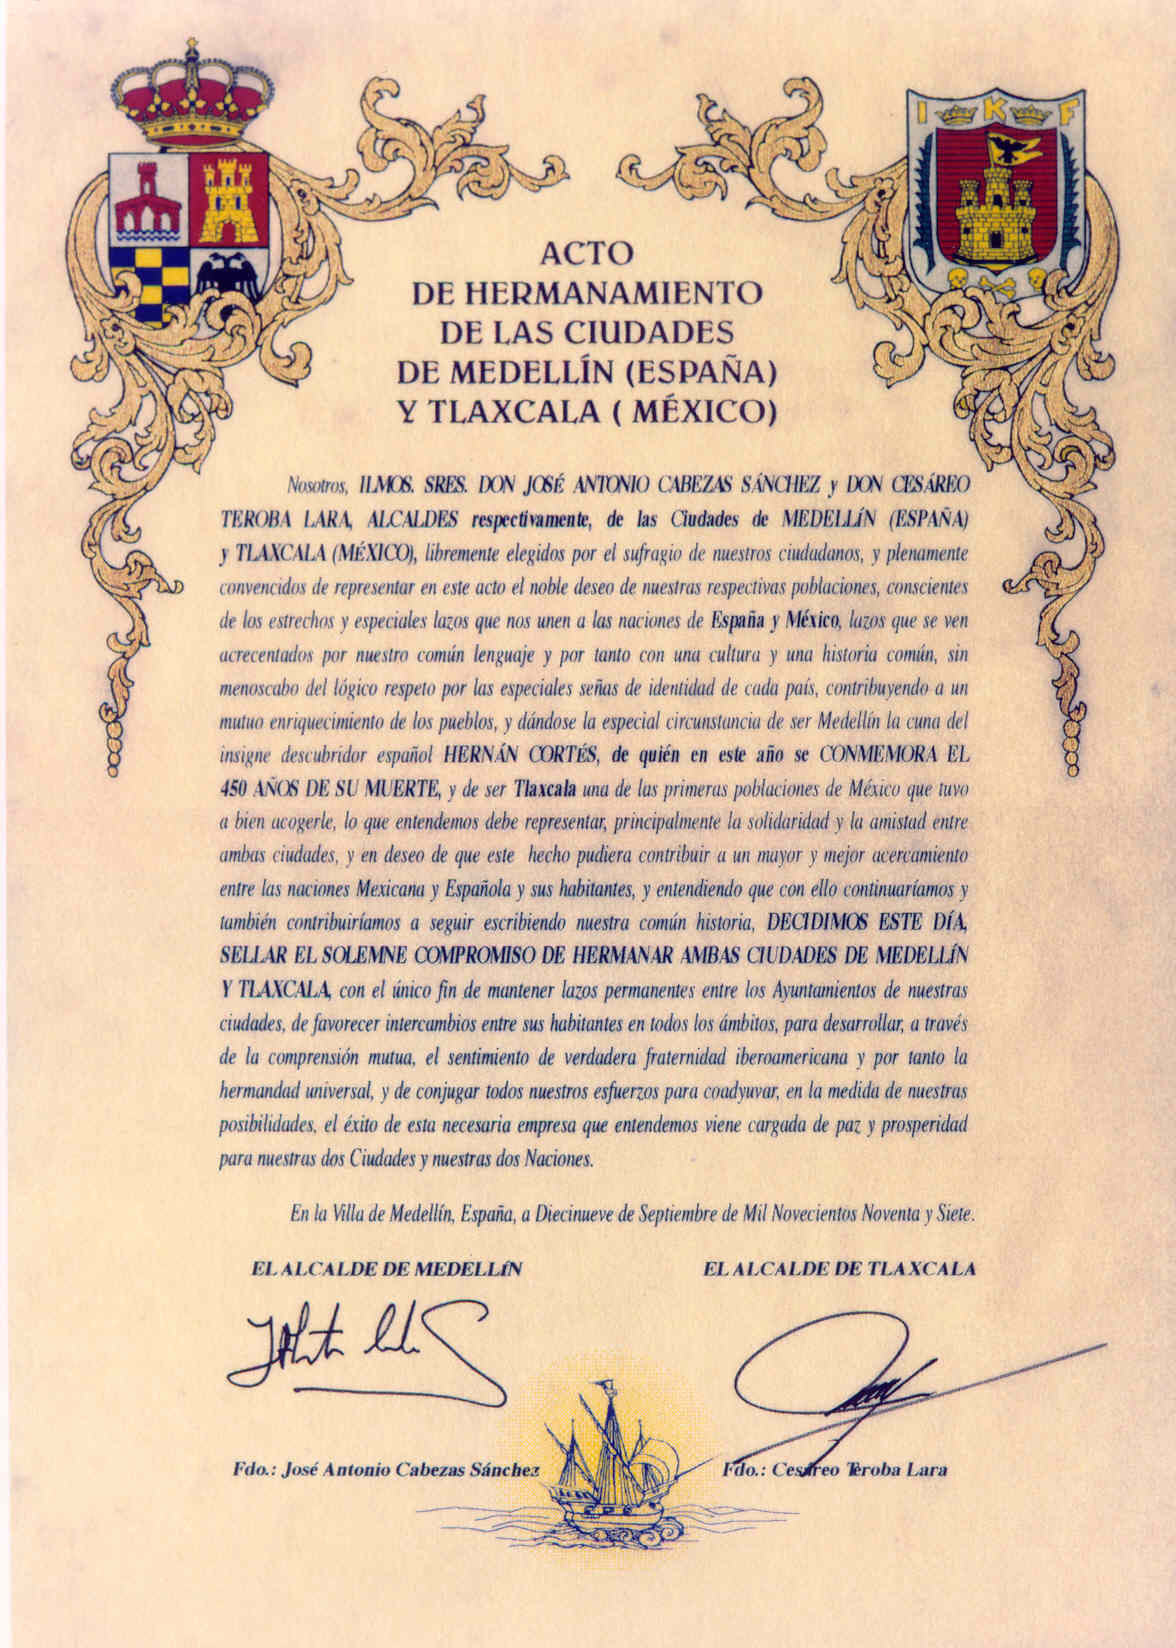 I K F
ACTO
DE HERMANAMIENTO
DE LAS CIUDADES
DE MEDELLÍN (ESPAÑA)
Y TLAXCALA ( MÉXICO)
Nosotros, ILMOS. SRES. DON JOSÉ ANTONIO CABEZAS SÁNCHEZ y DON CESÁREO
TEROBA LARA, ALCALDES respectivamente, de las Ciudades de MEDELLÍN (ESPAÑA)
y TLAXCALA (MÉXICO), libremente elegidos por el sufragio de nuestros ciudadanos, y plenamente
convencidos de representar en este acto el noble deseo de nuestras respectivas poblaciones, conscientes
de los estrechos y especiales lazos que nos unen a las naciones de España y México, lazos que se ven
acrecentados por nuestro común lenguaje y por tanto con una cultura y una historia común, sin
menoscabo del lógico respeto por las especiales señas de identidad de cada país, contribuyendo a un
mutuo enriquecimiento de los pueblos, y dándose la especial circunstancia de ser Medellín la cuna del
insigne descubridor español HERNÁN CORTÉS, de quién en este año se CONMEMORA EL
450 AÑOS DE SU MUERTE, y de ser Tlaxcala una de las primeras poblaciones de México que tuvo
a bien acogerle, lo que entendemos debe representar, principalmente la solidaridad y la amistad entre
ambas ciudades, y en deseo de que este hecho pudiera contribuir a un mayor y mejor acercamiento
entre las naciones Mexicana y Española y sus habitantes, y entendiendo que con ello continuaríamos y
también contribuiríamos a seguir escribiendo nuestra común historia, DECIDIMOS ESTE DÍA,
SELLAR EL SOLEMNE COMPROMISO DE HERMANAR AMBAS CIUDADES DE MEDELLÍN
Y TLAXCALA, con el único fin de mantener lazos permanentes entre los Ayuntamientos de nuestras
ciudades, de favorecer intercambios entre sus habitantes en todos los ámbitos, para desarrollar, a través
de la comprensión mutua, el sentimiento de verdadera fraternidad iberoamericana y por tanto la
hermandad universal, y de conjugar todos nuestros esfuerzos para coadyuvar, en la medida de nuestras
posibilidades, el éxito de esta necesaria empresa que entendemos viene cargada de paz y prosperidad
para nuestras dos Ciudades y nuestras dos Naciones.
En la Villa de Medellín, España, a Diecinueve de Septiembre de Mil Novecientos Noventa y Siete.
EL ALCALDE DE MEDELLÍN
EL ALCALDE DE TLAXCALA
Fdo.: José Antonio Cabezas Sánchez
Fdo.: Cesáreo Teroba Lara